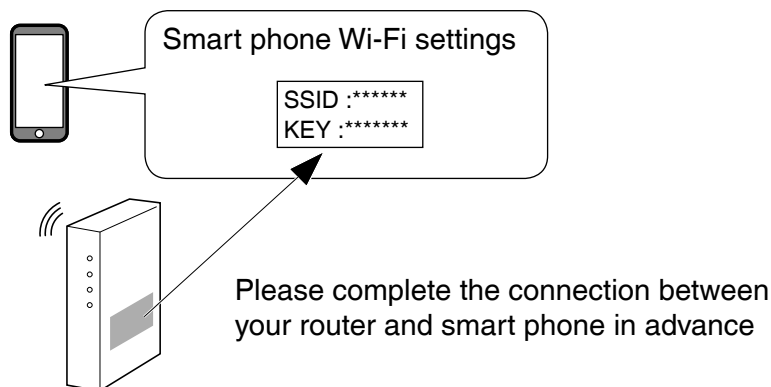 Smart phone Wi-Fi settings
SSID :******
KEY :*******
Please complete the connection between
your router and smart phone in advance